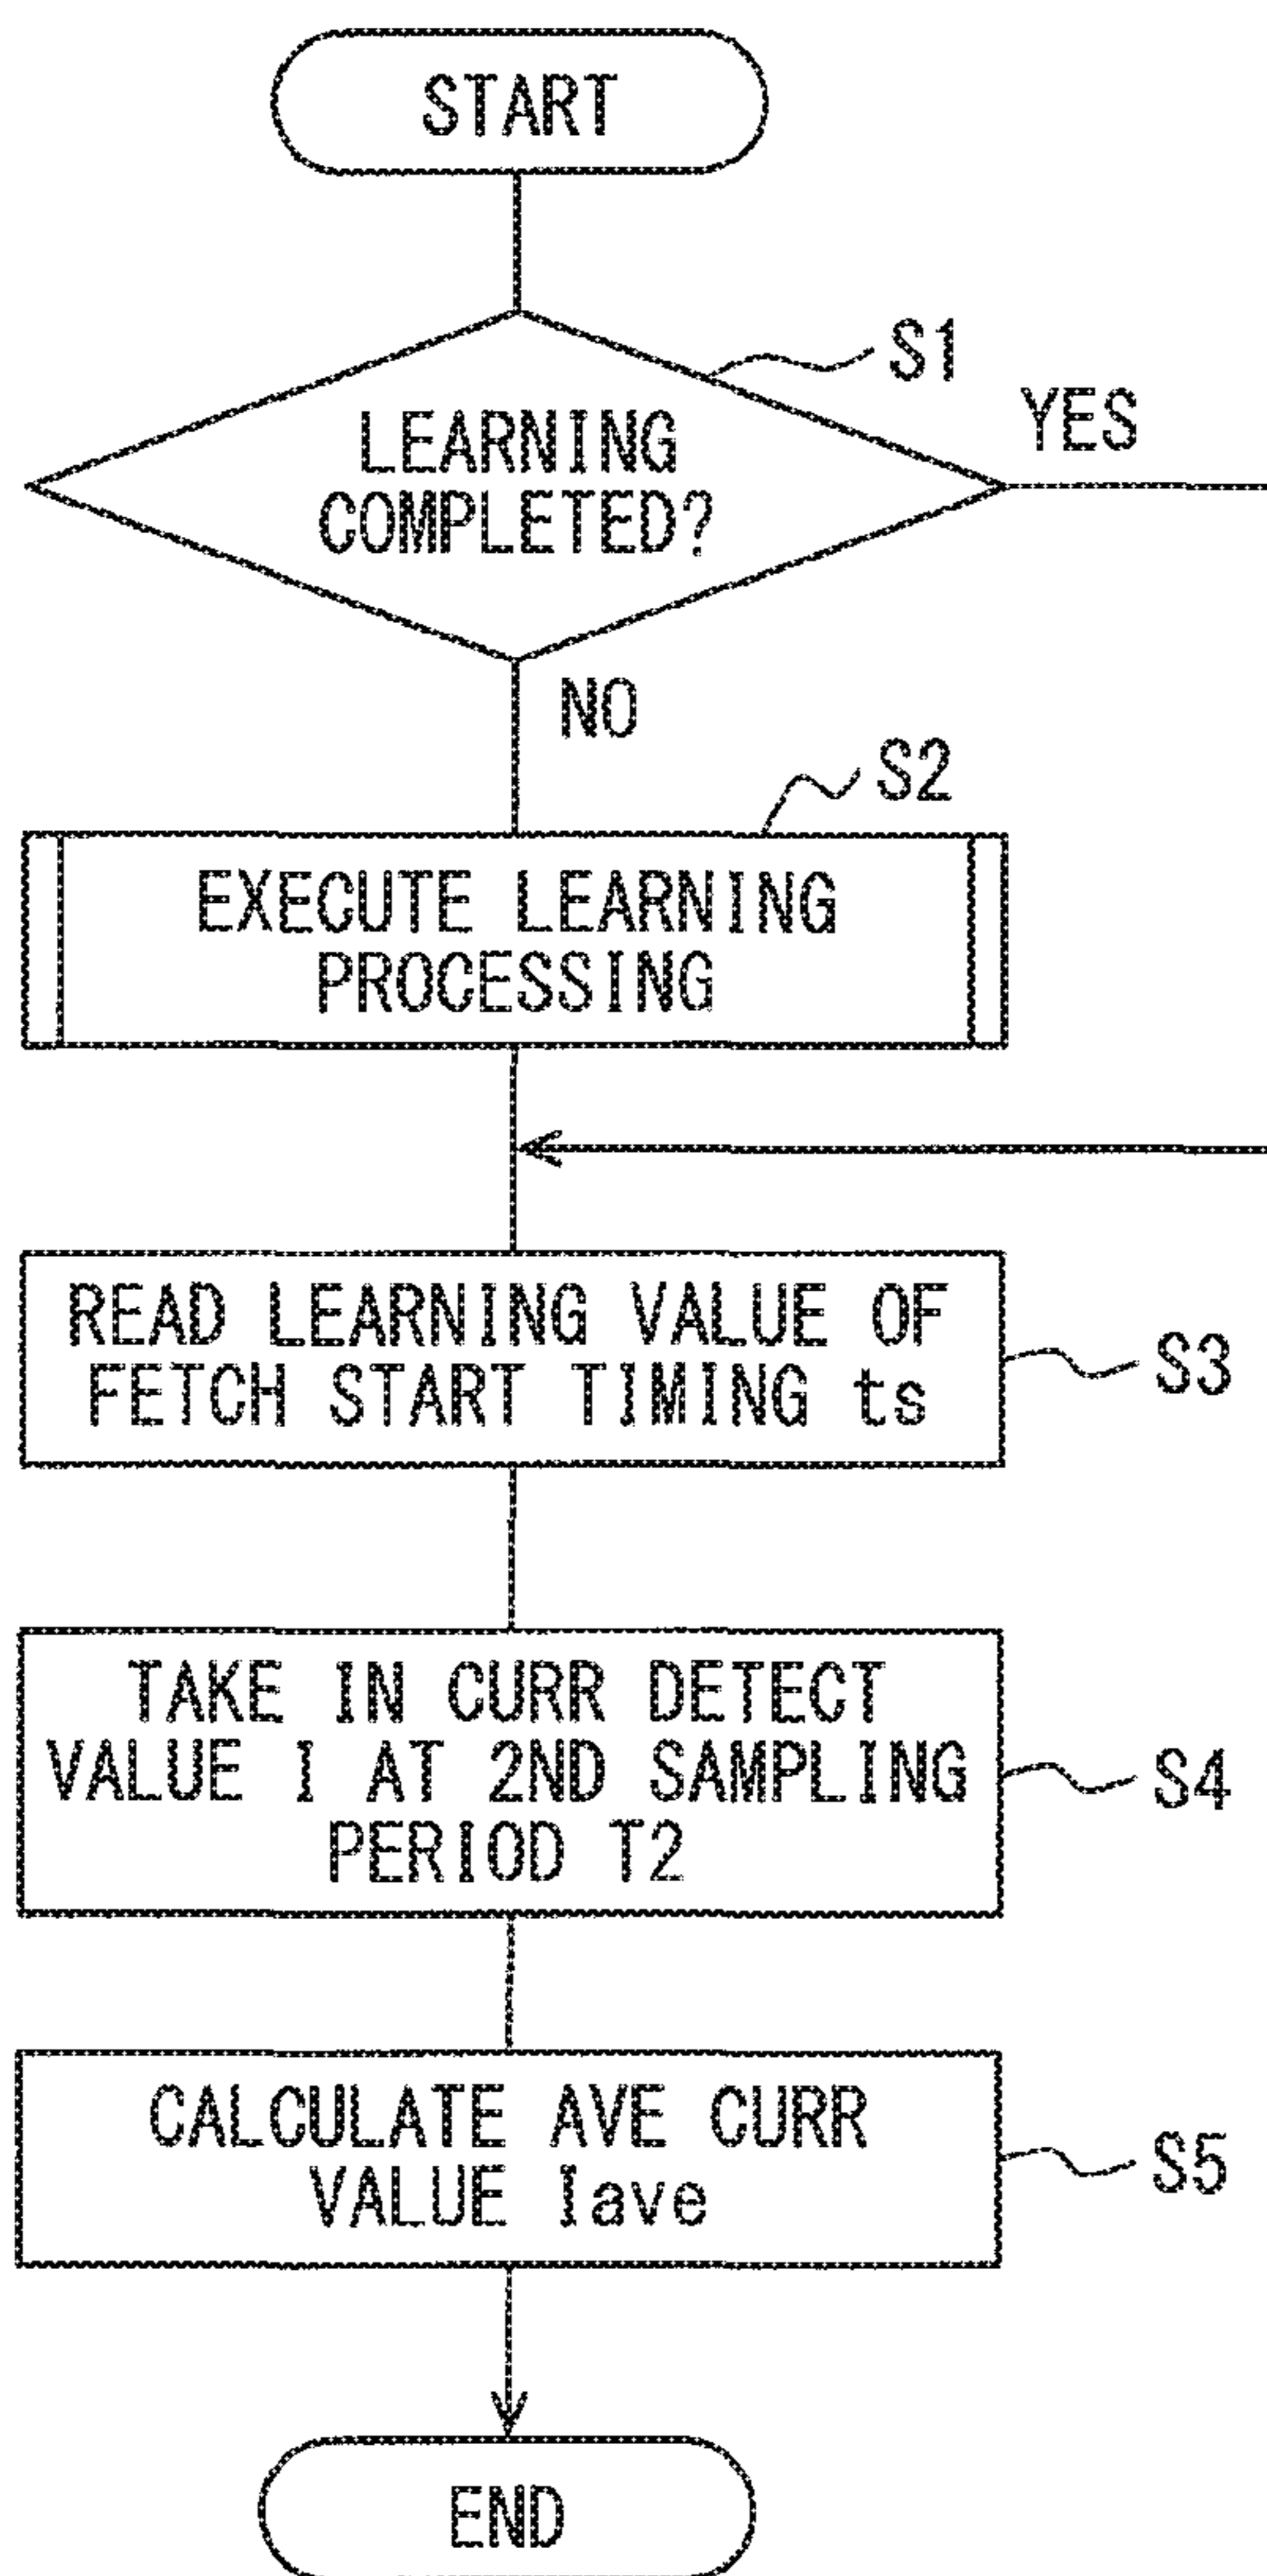 START
S1
YES
LEARNING
COMPLETED?
NO
S2
EXECUTE LEARNING
PROCESSING
READ LEARNING VALUE OF
FETCH START TIMING ts
S3
TAKE IN CURR DETECT
VALUE I AT 2ND SAMPLING
PERIOD T2
S4
CALCULATE AVE CURR
VALUE Iave
S5
END